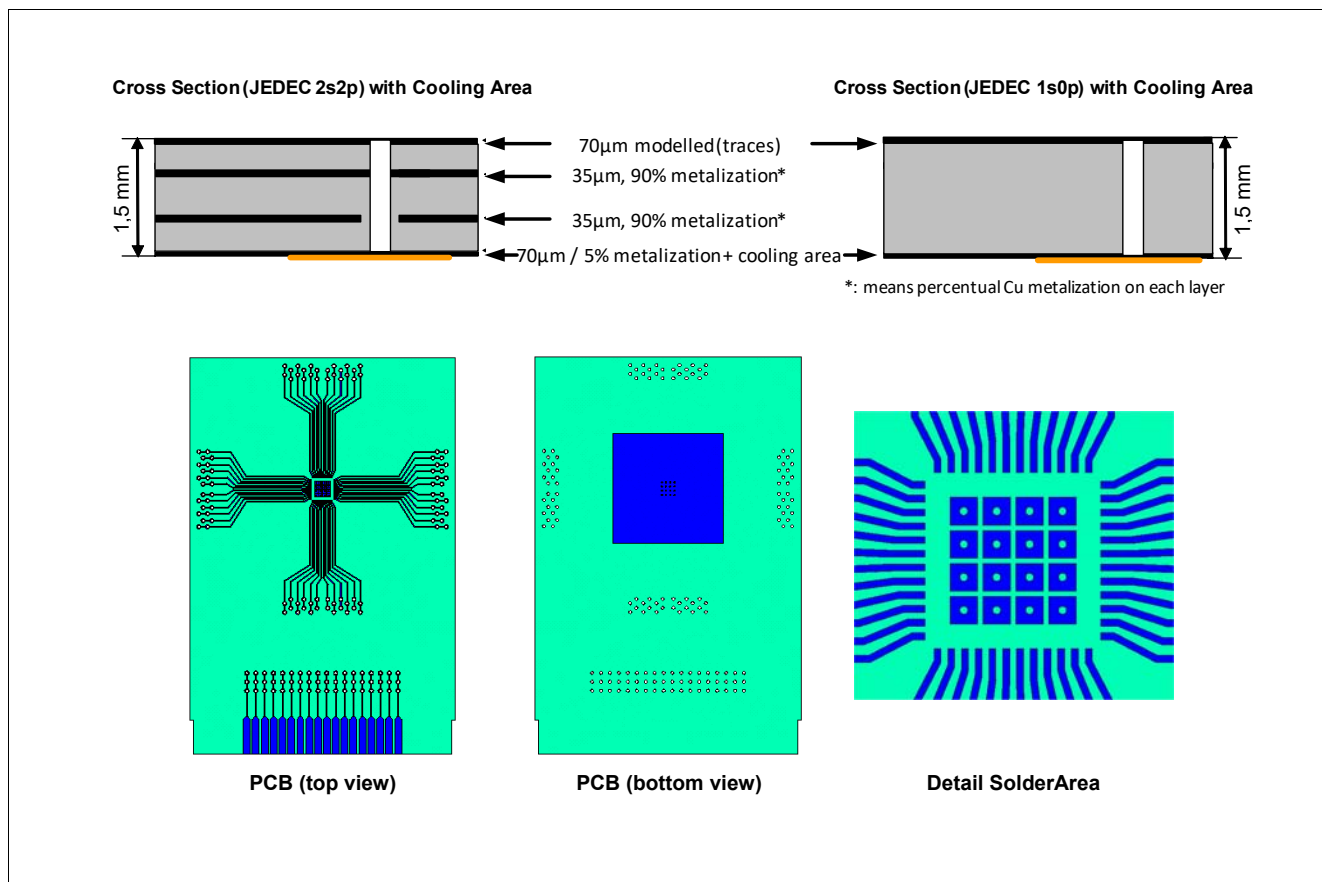 Cross Section (JEDEC 2s2p) with Cooling Area
Cross Section (JEDEC 1s0p) with Cooling Area
1,5 mm
70µm modelled (traces)
35µm, 90% metalization*
35µm, 90% metalization*
70µm / 5% metalization + cooling area
1,5 mm
*: means percentual Cu metalization on each layer
PCB (top view)
PCB (bottom view)
Detail SolderArea